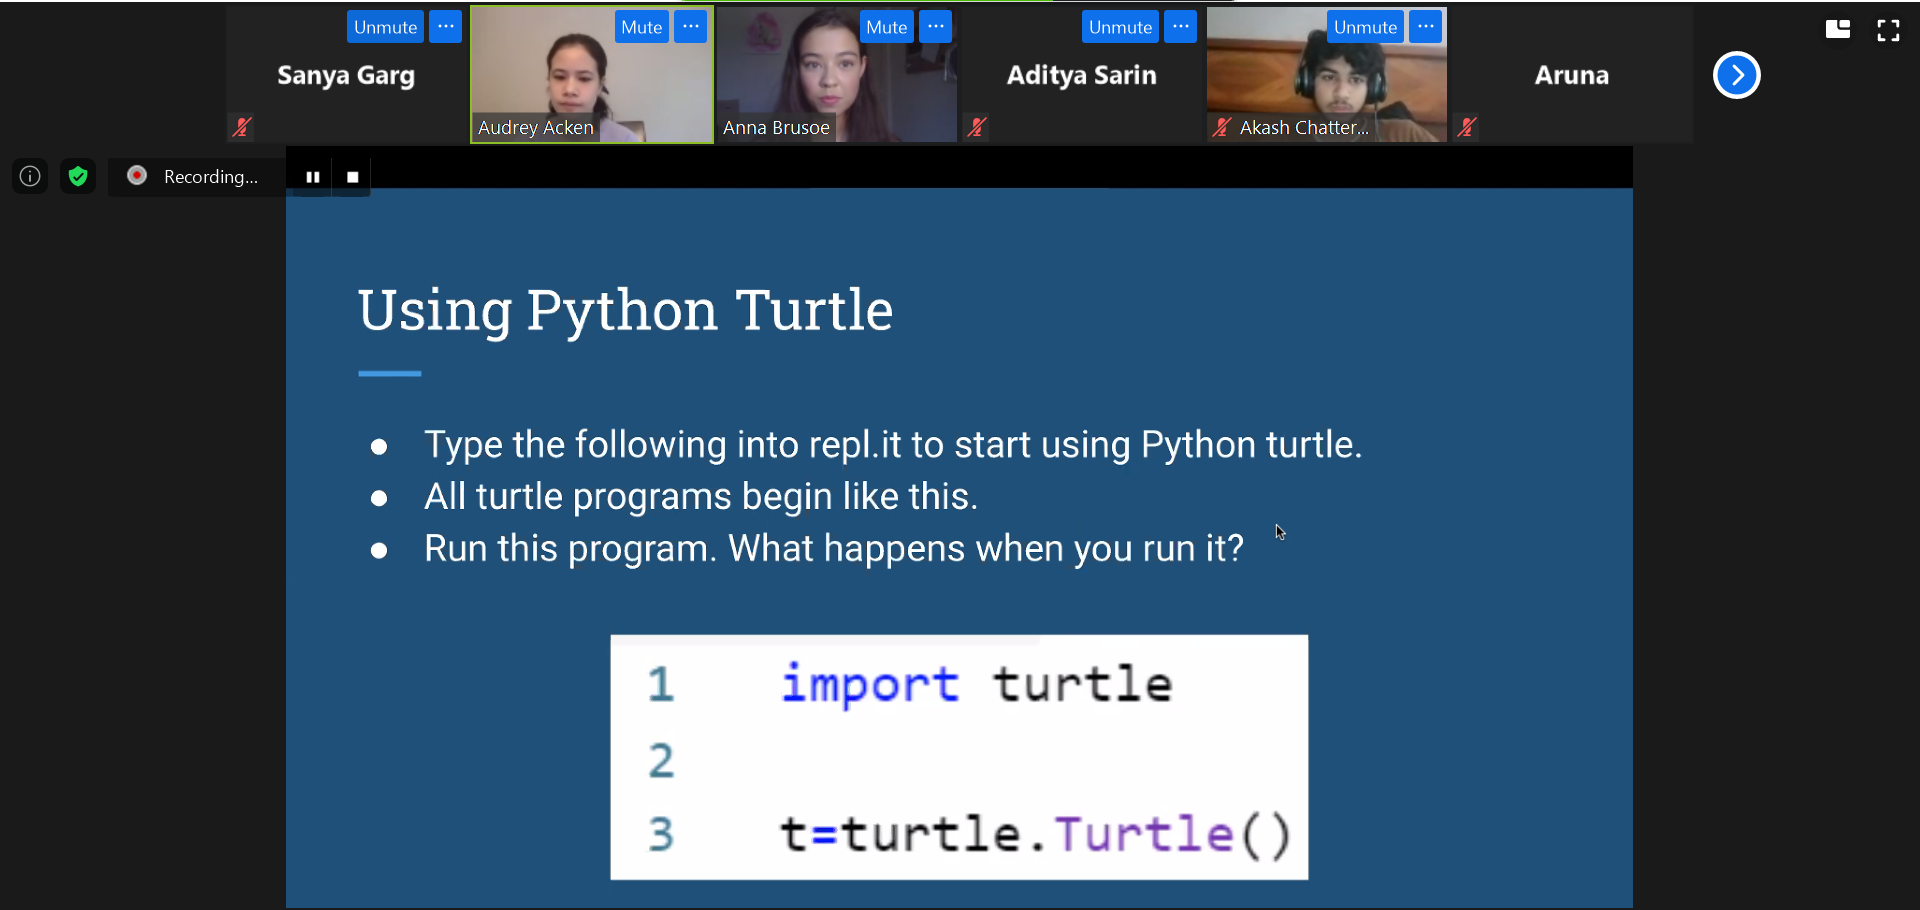 Unmute ...
Mute ...
Mute ...
Unmute ...
Unmute ...
Sanya Garg
Audrey Acken
Anna Brusoe
Aditya Sarin
Akash Chatter...
Aruna
Recording...
Using Python Turtle
● Type the following into repl.it to start using Python turtle.
● All turtle programs begin like this.
● Run this program. What happens when you run it?
1 import turtle
2
3 t=turtle.Turtle()